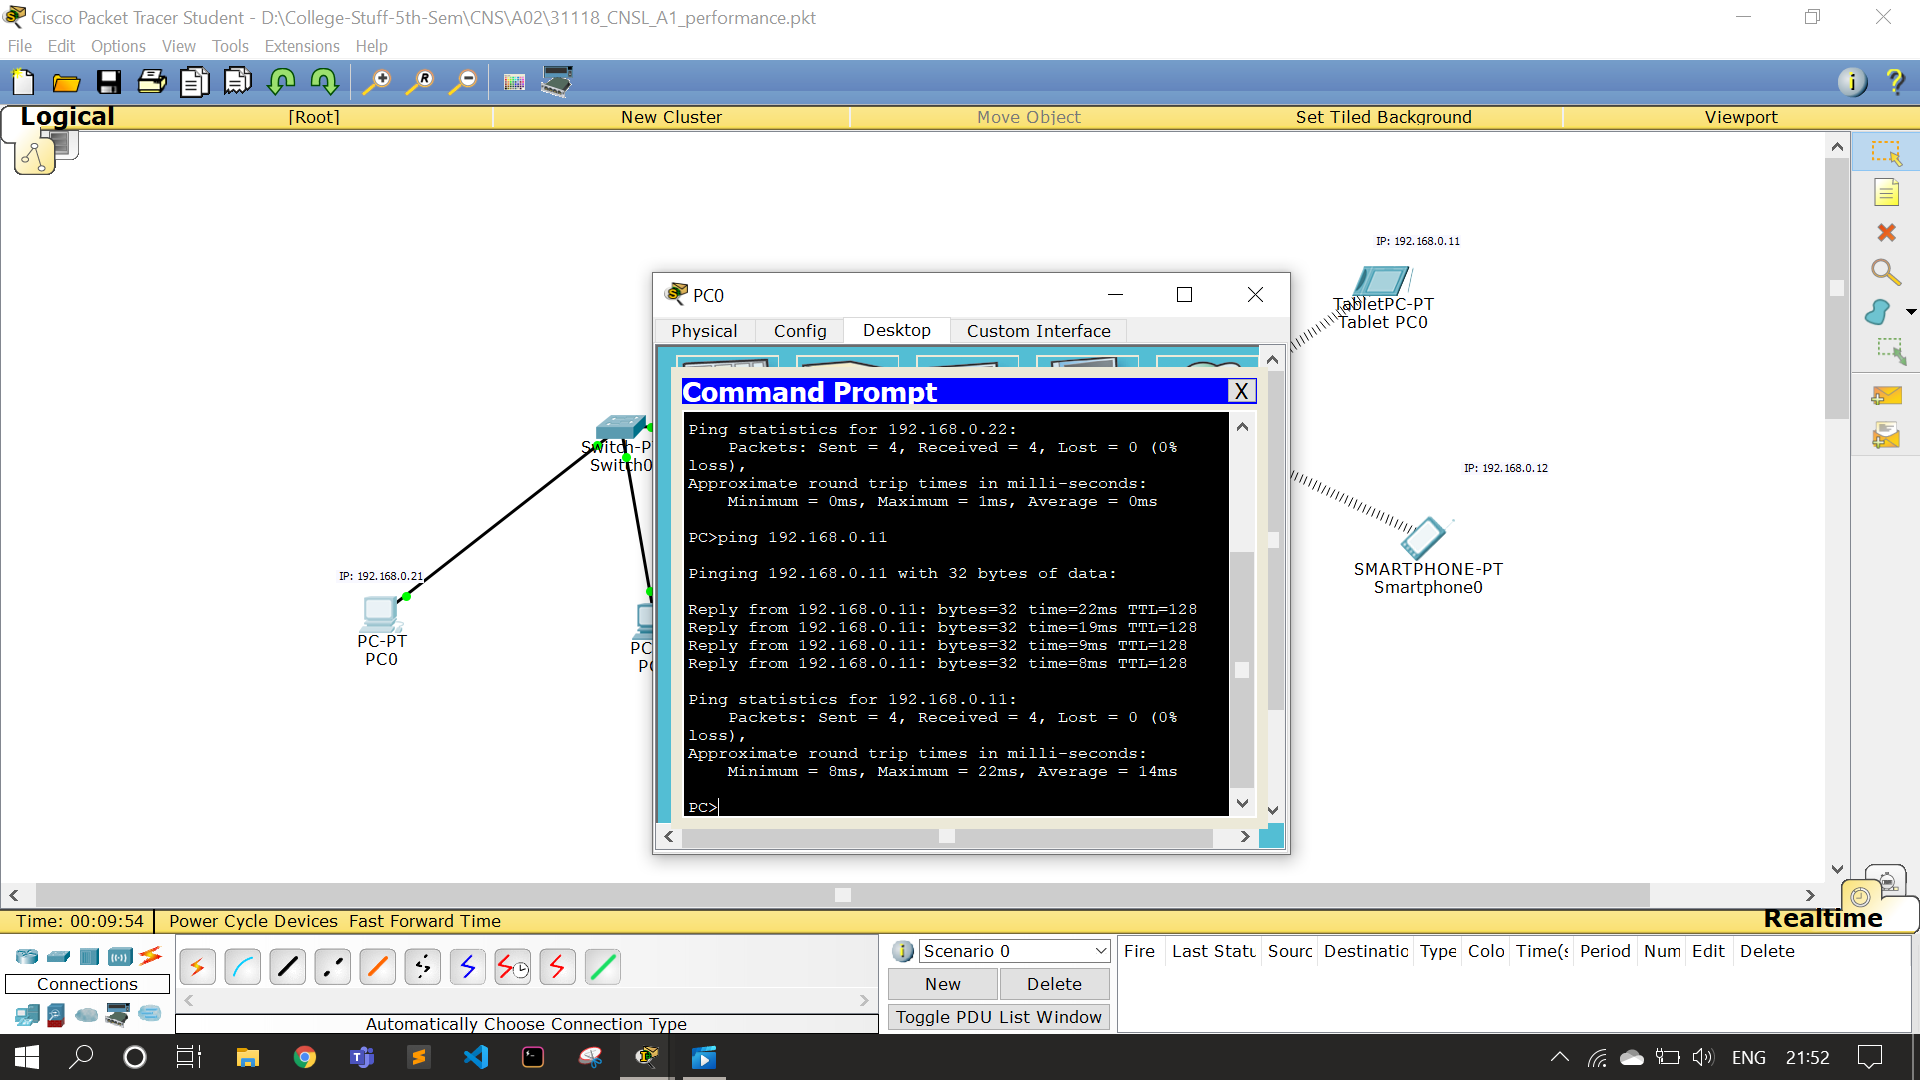 Cisco Packet Tracer Student - D:\College-Stuff-5th-Sem\CNS\A02\31118_CNSL_A1_performance.pkt
File Edit Options View Tools Extensions Help
Logical [Root] New Cluster Move Object Set Tiled Background Viewport
IP: 192.168.0.11
TabletPC-PT
Tablet PC0
IP: 192.168.0.12
SMARTPHONE-PT
Smartphone0
Switch-P
Switch0
IP: 192.168.0.21
PC-PT
PC0
PC
PC
PC0
Physical Config Desktop Custom Interface
Command Prompt X
Ping statistics for 192.168.0.22:
Packets: Sent = 4, Received = 4, Lost = 0 (0%
loss),
Approximate round trip times in milli-seconds:
Minimum = 0ms, Maximum = 1ms, Average = 0ms
PC>ping 192.168.0.11
Pinging 192.168.0.11 with 32 bytes of data:
Reply from 192.168.0.11: bytes=32 time=22ms TTL=128
Reply from 192.168.0.11: bytes=32 time=19ms TTL=128
Reply from 192.168.0.11: bytes=32 time=9ms TTL=128
Reply from 192.168.0.11: bytes=32 time=8ms TTL=128
Ping statistics for 192.168.0.11:
Packets: Sent = 4, Received = 4, Lost = 0 (0%
loss),
Approximate round trip times in milli-seconds:
Minimum = 8ms, Maximum = 22ms, Average = 14ms
PC>
Time: 00:09:54 Power Cycle Devices Fast Forward Time Realtime
Connections
Automatically Choose Connection Type
Scenario 0
New Delete
Toggle PDU List Window
Fire Last Statu Sourc Destinatio Type Colo Time(s Period Num Edit Delete
ENG 21:52